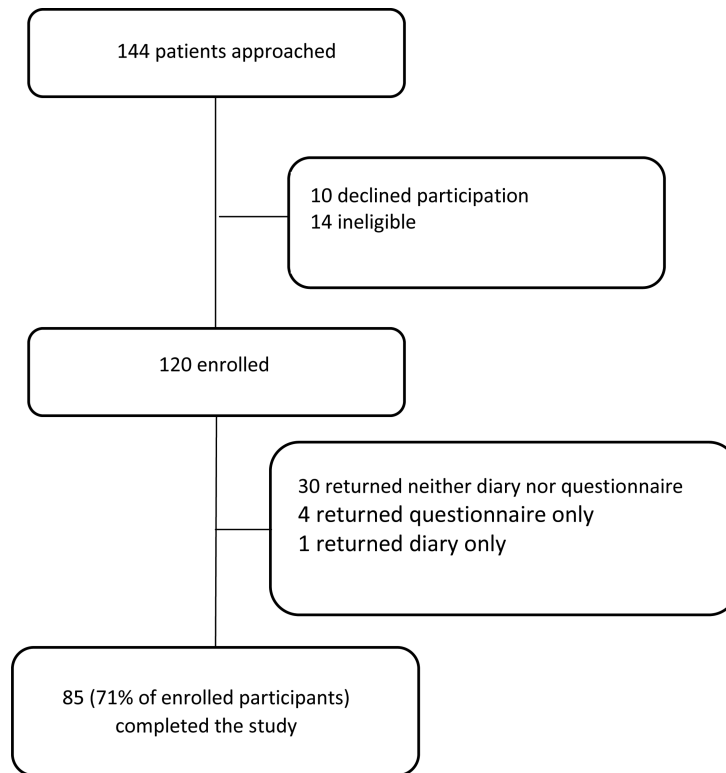 144 patients approached
10 declined participation
14 ineligible
120 enrolled
30 returned neither diary nor questionnaire
4 returned questionnaire only
1 returned diary only
85 (71% of enrolled participants)
completed the study